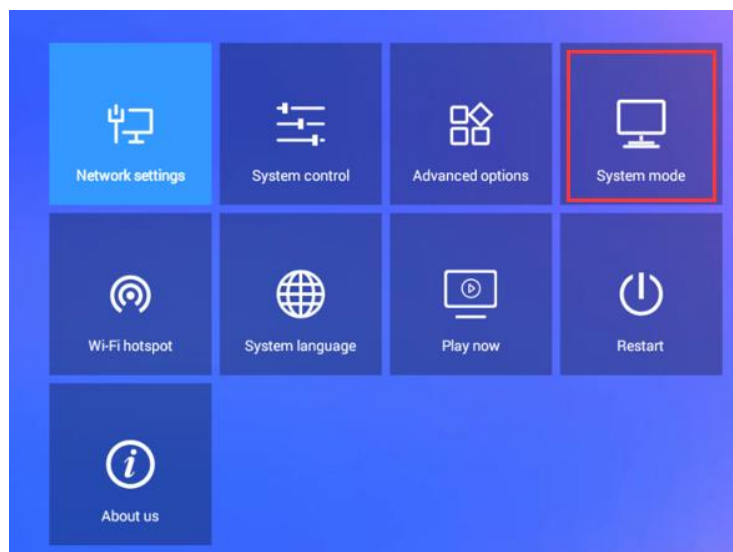 Network settings
System control
Advanced options
System mode
Wi-Fi hotspot
System language
Play now
Restart
About us